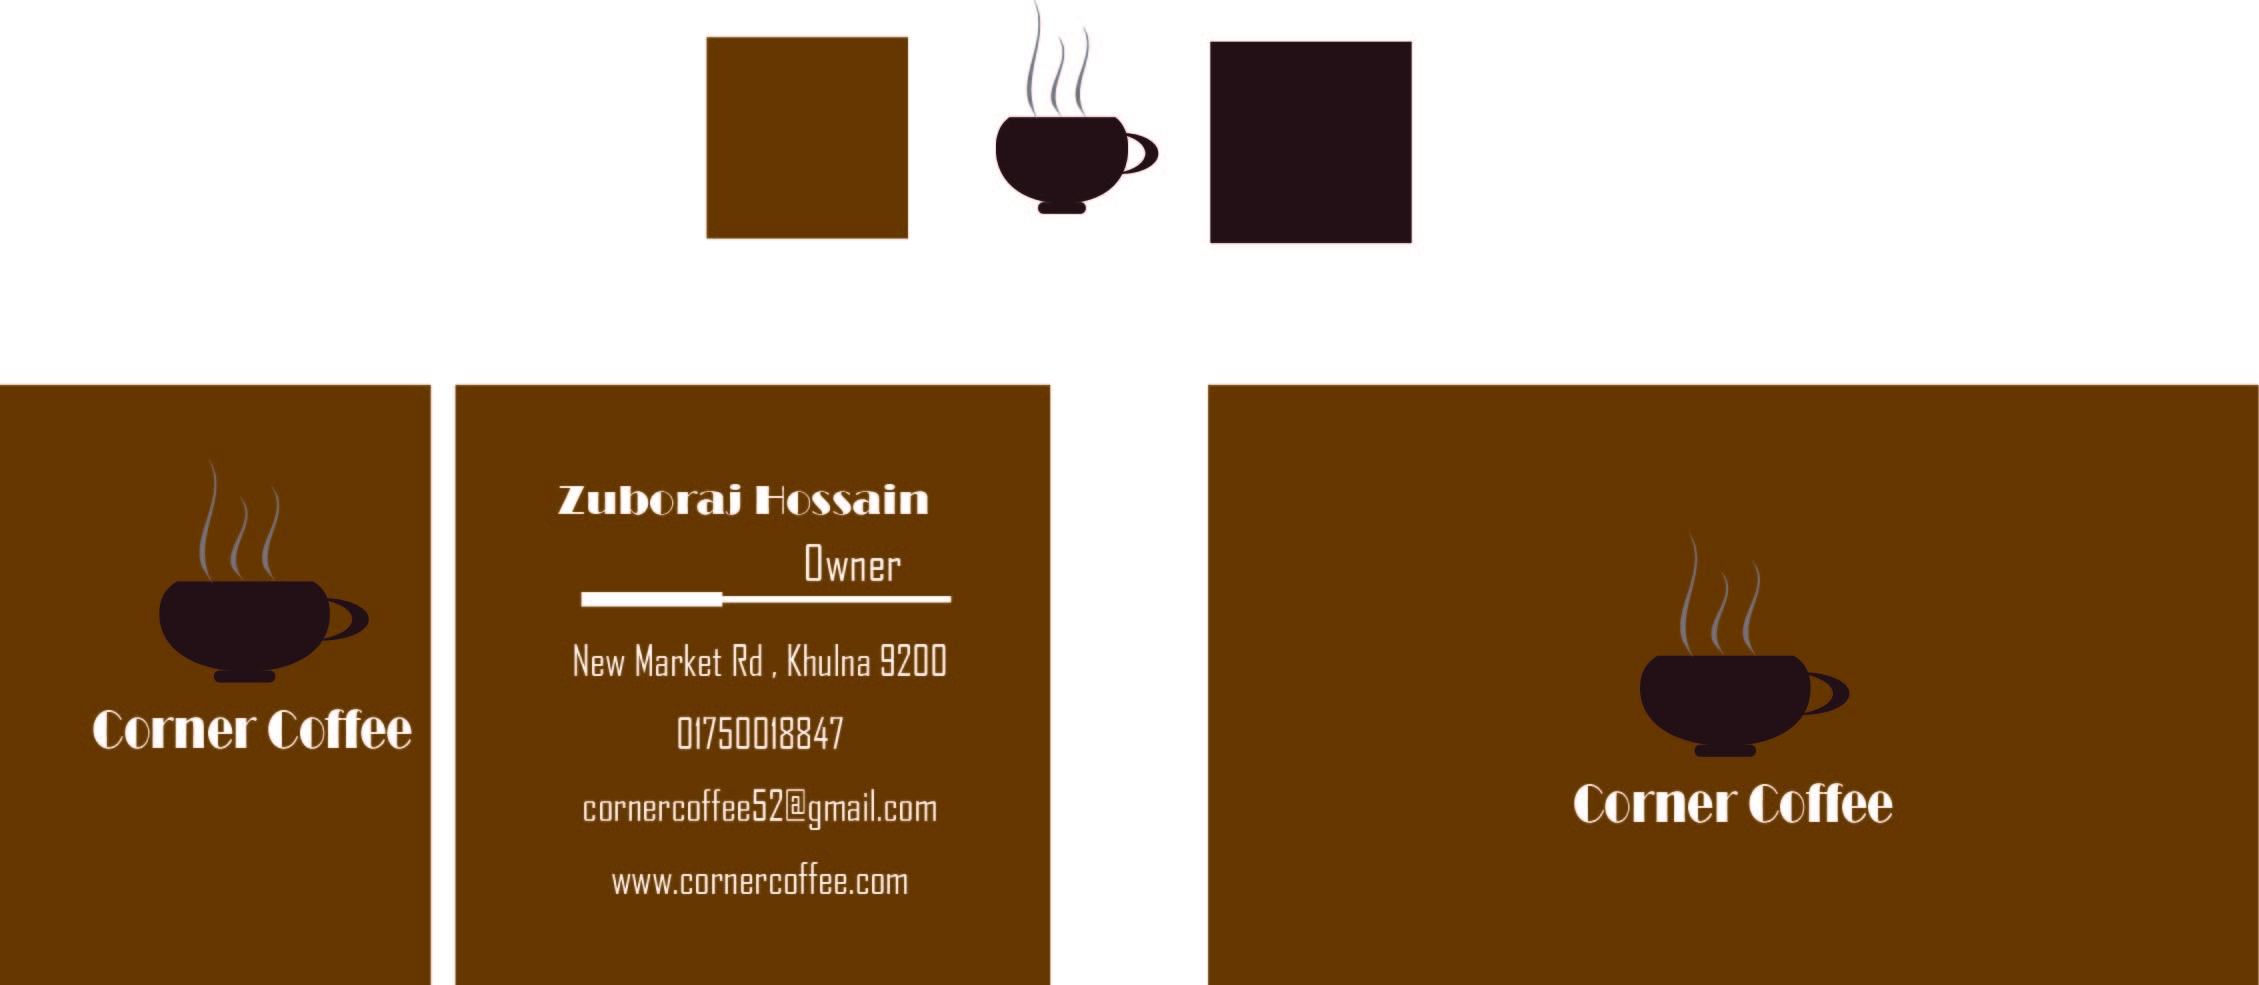 Corner Coffee
Zuboraj Hossain
Owner
New Market Rd , Khulna 9200
01750018847
cornercoffee52@gmail.com
www.cornercoffee.com
Corner Coffee